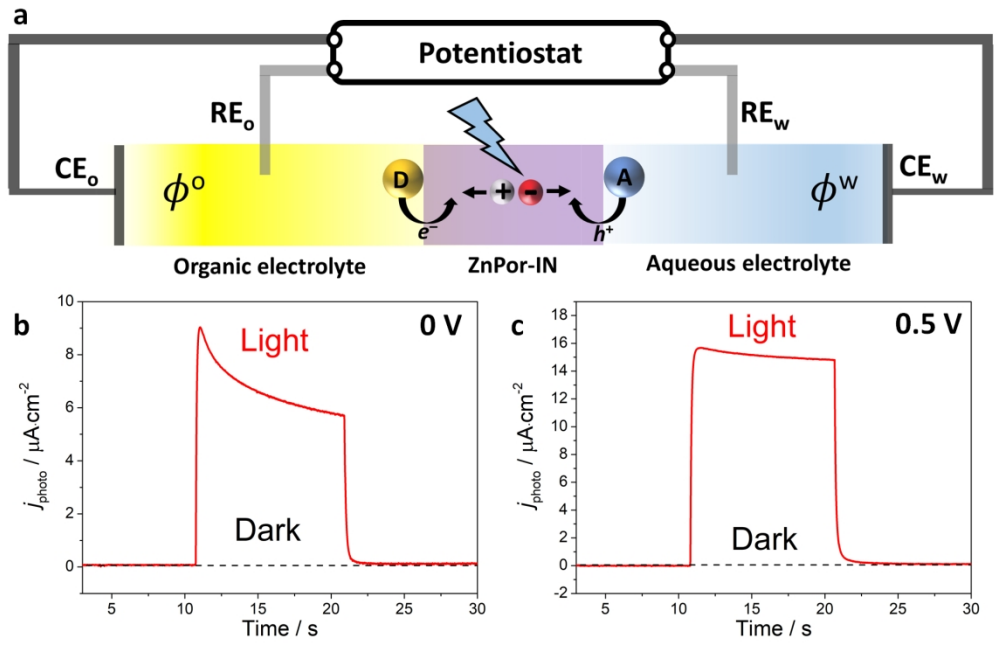 a
Potentiostat
REo
REw
CEo
CEw
ϕo
D
+
-
A
ϕw
e–
h+
Organic electrolyte
ZnPor-IN
Aqueous electrolyte
b
0 V
Light
Dark
jphoto / μA·cm-2
10
8
6
4
2
0
5
10
15
20
25
30
Time / s
c
0.5 V
Light
Dark
jphoto / μA·cm-2
18
16
14
12
10
8
6
4
2
0
-2
5
10
15
20
25
30
Time / s